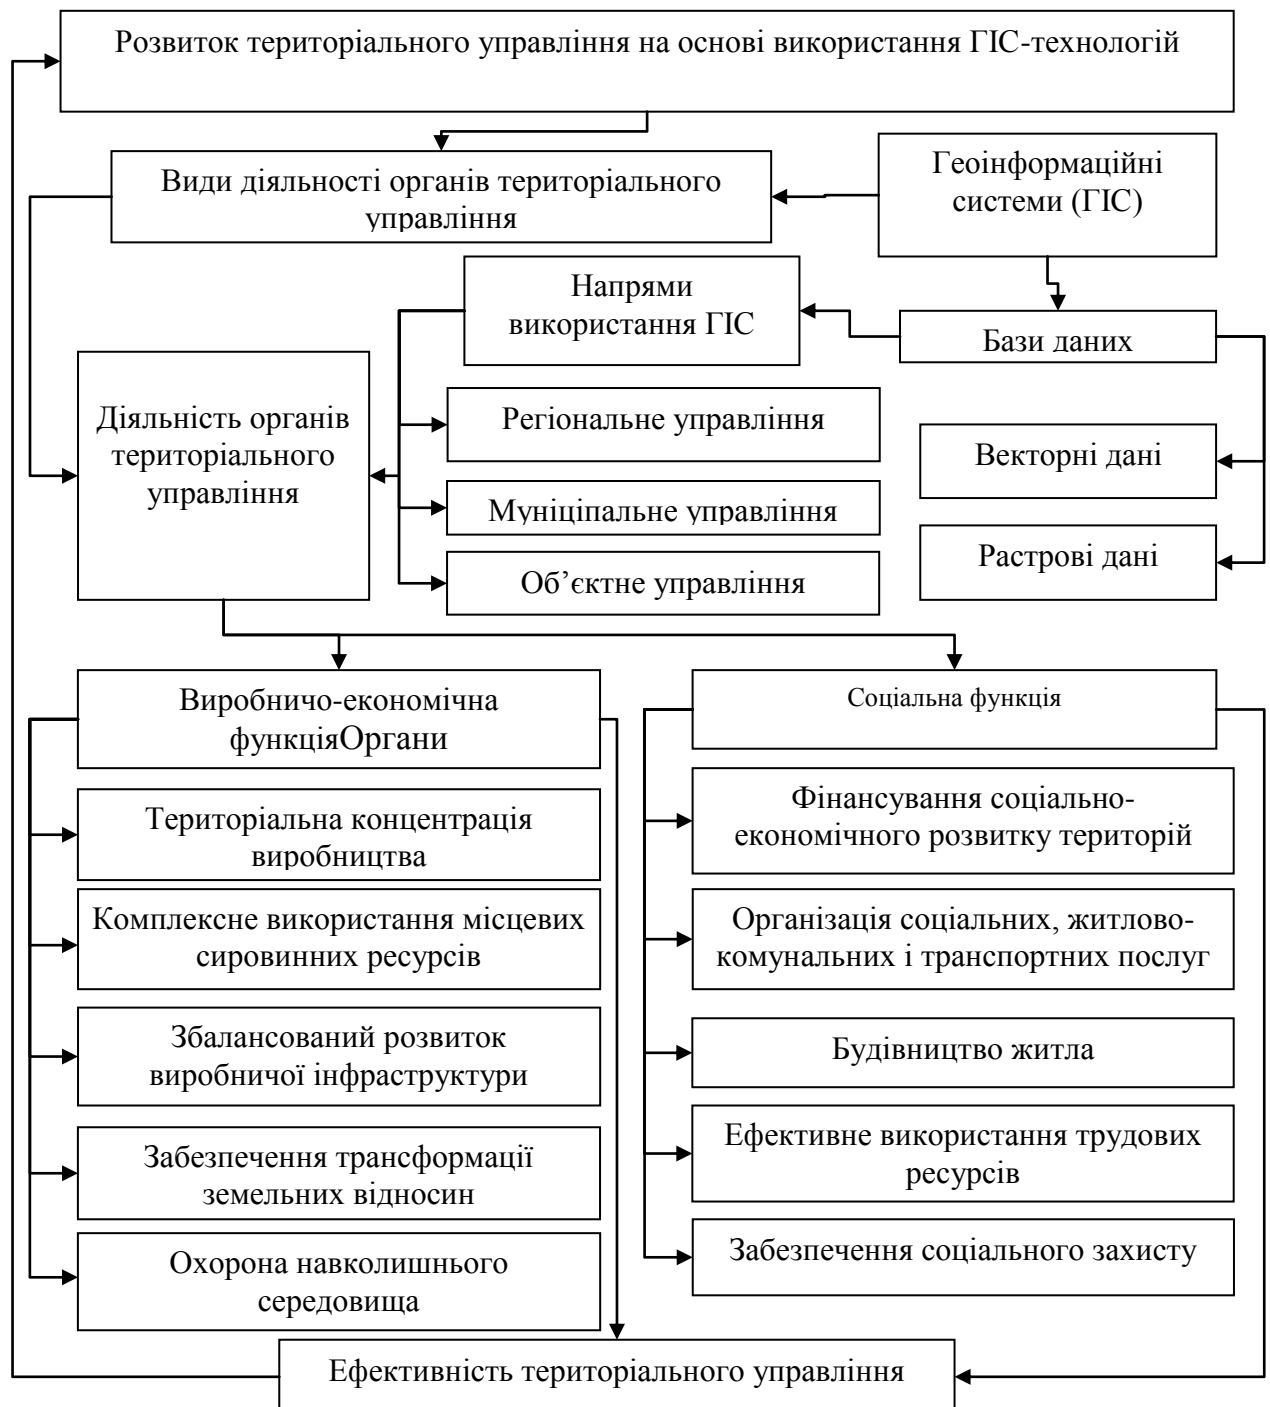 Розвиток територіального управління на основі використання ГІС-технологій
Види діяльності органів територіального
управління
Геоінформаційні
системи (ГІС)
Напрями
використання ГІС
Бази даних
Діяльність органів
територіального
управління
Регіональне управління
Муніципальне управління
Об’єктне управління
Векторні дані
Растрові дані
Виробничо-економічна
функціяОргани
Територіальна концентрація
виробництва
Комплексне використання місцевих
сировинних ресурсів
Збалансований розвиток
виробничої інфраструктури
Забезпечення трансформації
земельних відносин
Охорона навколишнього
середовища
Соціальна функція
Фінансування соціально-
економічного розвитку територій
Організація соціальних, житлово-
комунальних і транспортних послуг
Будівництво житла
Ефективне використання трудових
ресурсів
Забезпечення соціального захисту
Ефективність територіального управління